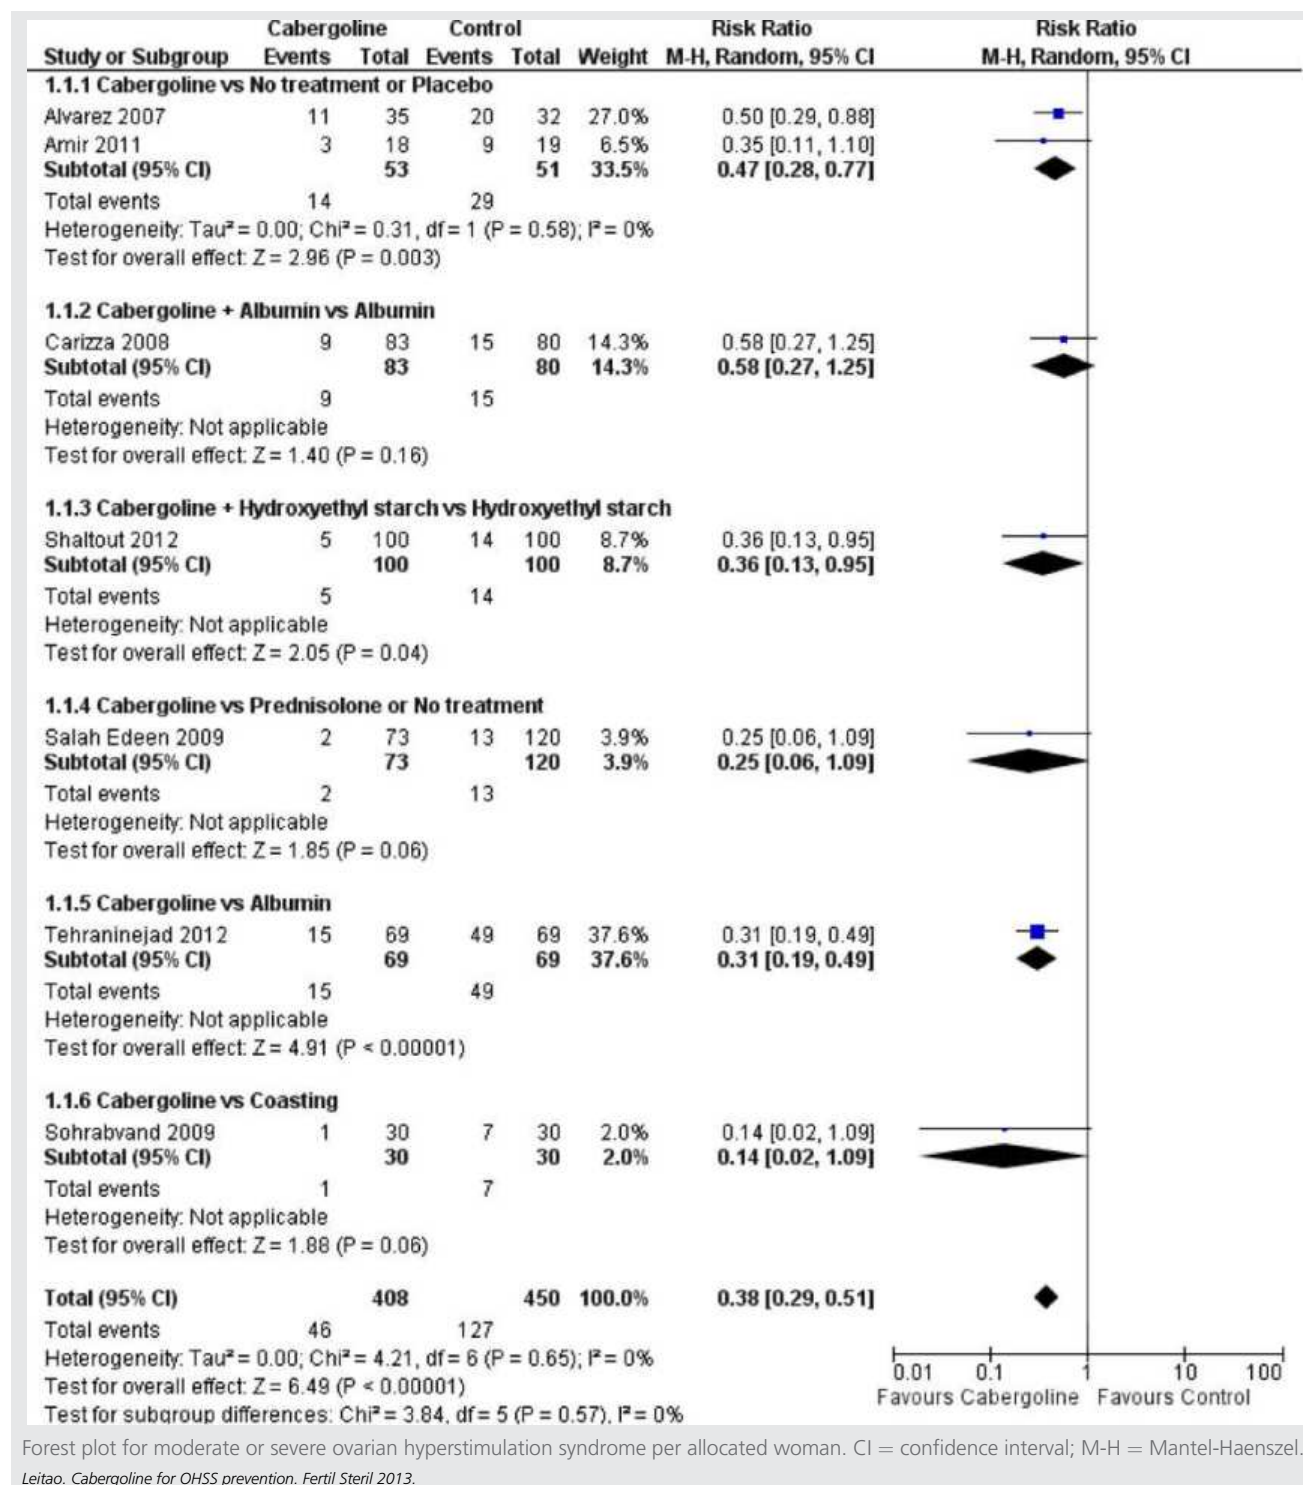 Cabergoline Control Risk Ratio Risk Ratio
Study or Subgroup Events Total Events Total Weight M-H, Random, 95% CI M-H, Random, 95% CI
1.1.1 Cabergoline vs No treatment or Placebo
Alvarez 2007 11 35 20 32 27.0% 0.50 [0.29, 0.88]
Amir 2011 3 18 9 19 6.5% 0.35 [0.11, 1.10]
Subtotal (95% CI) 53 51 33.5% 0.47 [0.28, 0.77]
Total events 14 29
Heterogeneity: Tau² = 0.00; Chi² = 0.31, df = 1 (P = 0.58); I² = 0%
Test for overall effect: Z = 2.96 (P = 0.003)
1.1.2 Cabergoline + Albumin vs Albumin
Carizza 2008 9 83 15 80 14.3% 0.58 [0.27, 1.25]
Subtotal (95% CI) 83 80 14.3% 0.58 [0.27, 1.25]
Total events 9 15
Heterogeneity: Not applicable
Test for overall effect: Z = 1.40 (P = 0.16)
1.1.3 Cabergoline + Hydroxyethyl starch vs Hydroxyethyl starch
Shaltout 2012 5 100 14 100 8.7% 0.36 [0.13, 0.95]
Subtotal (95% CI) 100 100 8.7% 0.36 [0.13, 0.95]
Total events 5 14
Heterogeneity: Not applicable
Test for overall effect: Z = 2.05 (P = 0.04)
1.1.4 Cabergoline vs Prednisolone or No treatment
Salah Edeen 2009 2 73 13 120 3.9% 0.25 [0.06, 1.09]
Subtotal (95% CI) 73 120 3.9% 0.25 [0.06, 1.09]
Total events 2 13
Heterogeneity: Not applicable
Test for overall effect: Z = 1.85 (P = 0.06)
1.1.5 Cabergoline vs Albumin
Tehraninejad 2012 15 69 49 69 37.6% 0.31 [0.19, 0.49]
Subtotal (95% CI) 69 69 37.6% 0.31 [0.19, 0.49]
Total events 15 49
Heterogeneity: Not applicable
Test for overall effect: Z = 4.91 (P < 0.00001)
1.1.6 Cabergoline vs Coasting
Sohrabvand 2009 1 30 7 30 2.0% 0.14 [0.02, 1.09]
Subtotal (95% CI) 30 30 2.0% 0.14 [0.02, 1.09]
Total events 1 7
Heterogeneity: Not applicable
Test for overall effect: Z = 1.88 (P = 0.06)
Total (95% CI) 408 450 100.0% 0.38 [0.29, 0.51]
Total events 46 127
Heterogeneity: Tau² = 0.00; Chi² = 4.21, df = 6 (P = 0.65); I² = 0%
Test for overall effect: Z = 6.49 (P < 0.00001)
Test for subgroup differences: Chi² = 3.84, df = 5 (P = 0.57), I² = 0%
0.01 0.1 1 10 100
Favours Cabergoline Favours Control
Forest plot for moderate or severe ovarian hyperstimulation syndrome per allocated woman. CI = confidence interval; M-H = Mantel-Haenszel.
Leitao. Cabergoline for OHSS prevention. Fertil Steril 2013.